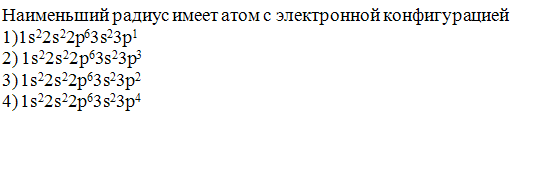 Наименьший радиус имеет атом с электронной конфигурацией
1)1s²2s²2p⁶3s²3p¹
2) 1s²2s²2p⁶3s²3p³
3) 1s²2s²2p⁶3s²3p²
4) 1s²2s²2p⁶3s²3p⁴